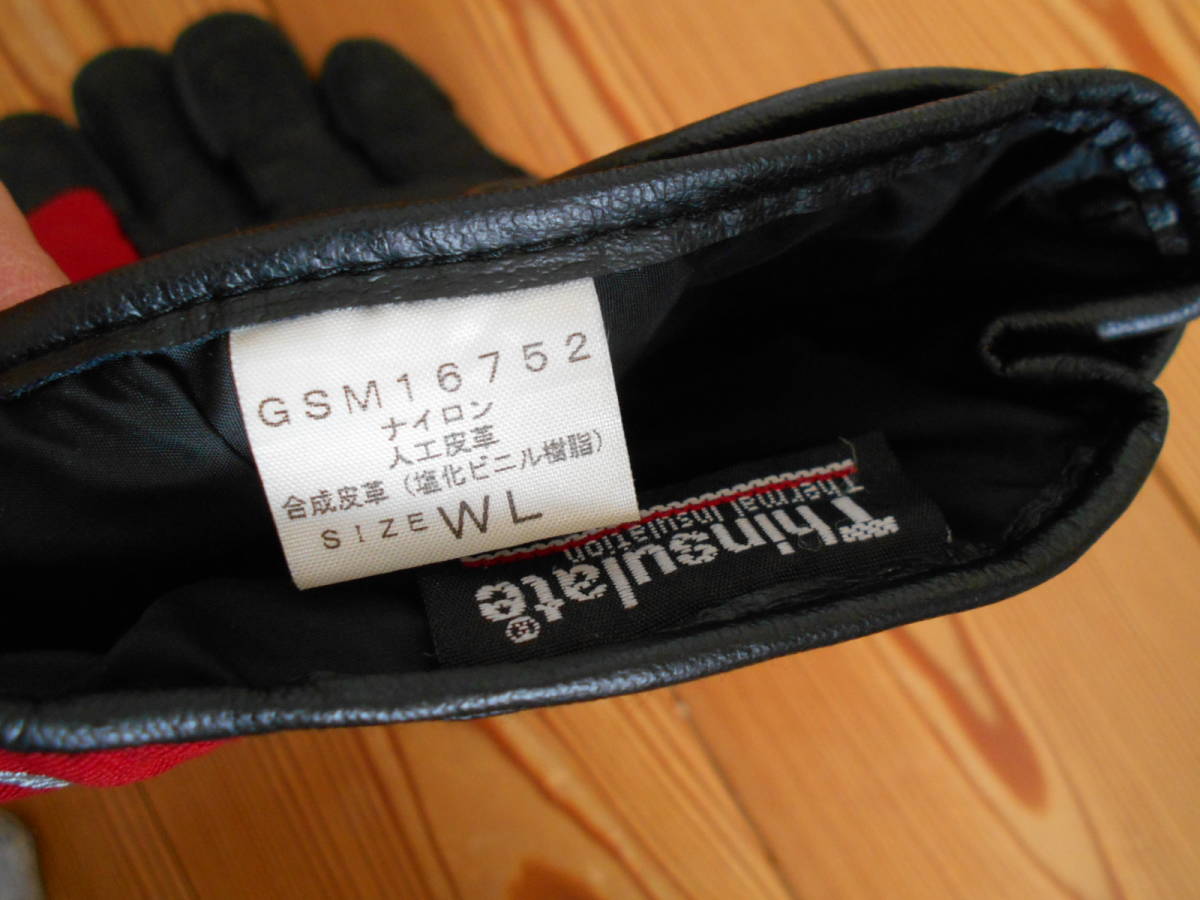 GSM16752
ナイロン
人工皮革
合成皮革（塩化ビニル樹脂）
SIZE WL
Thinsulate
Thermal Insulation